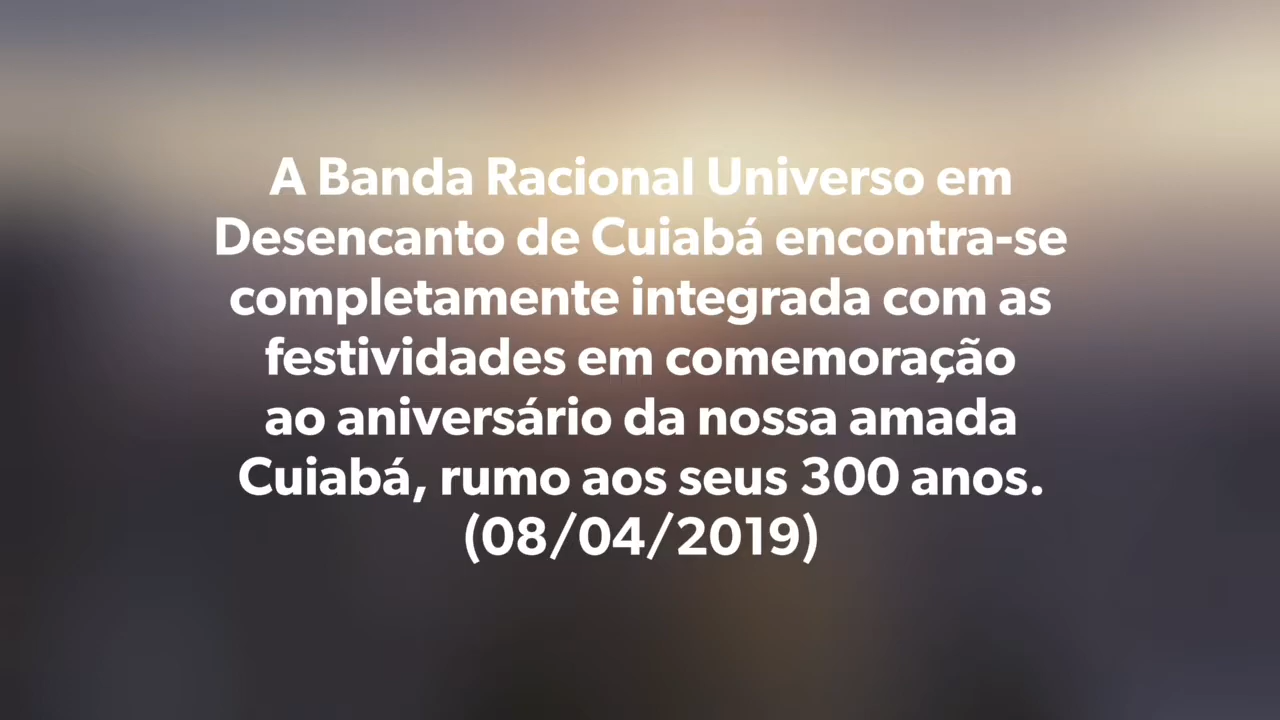 A Banda Racional Universo em
Desencanto de Cuiabá encontra-se
completamente integrada com as
festividades em comemoração
ao aniversário da nossa amada
Cuiabá, rumo aos seus 300 anos.
(08/04/2019)